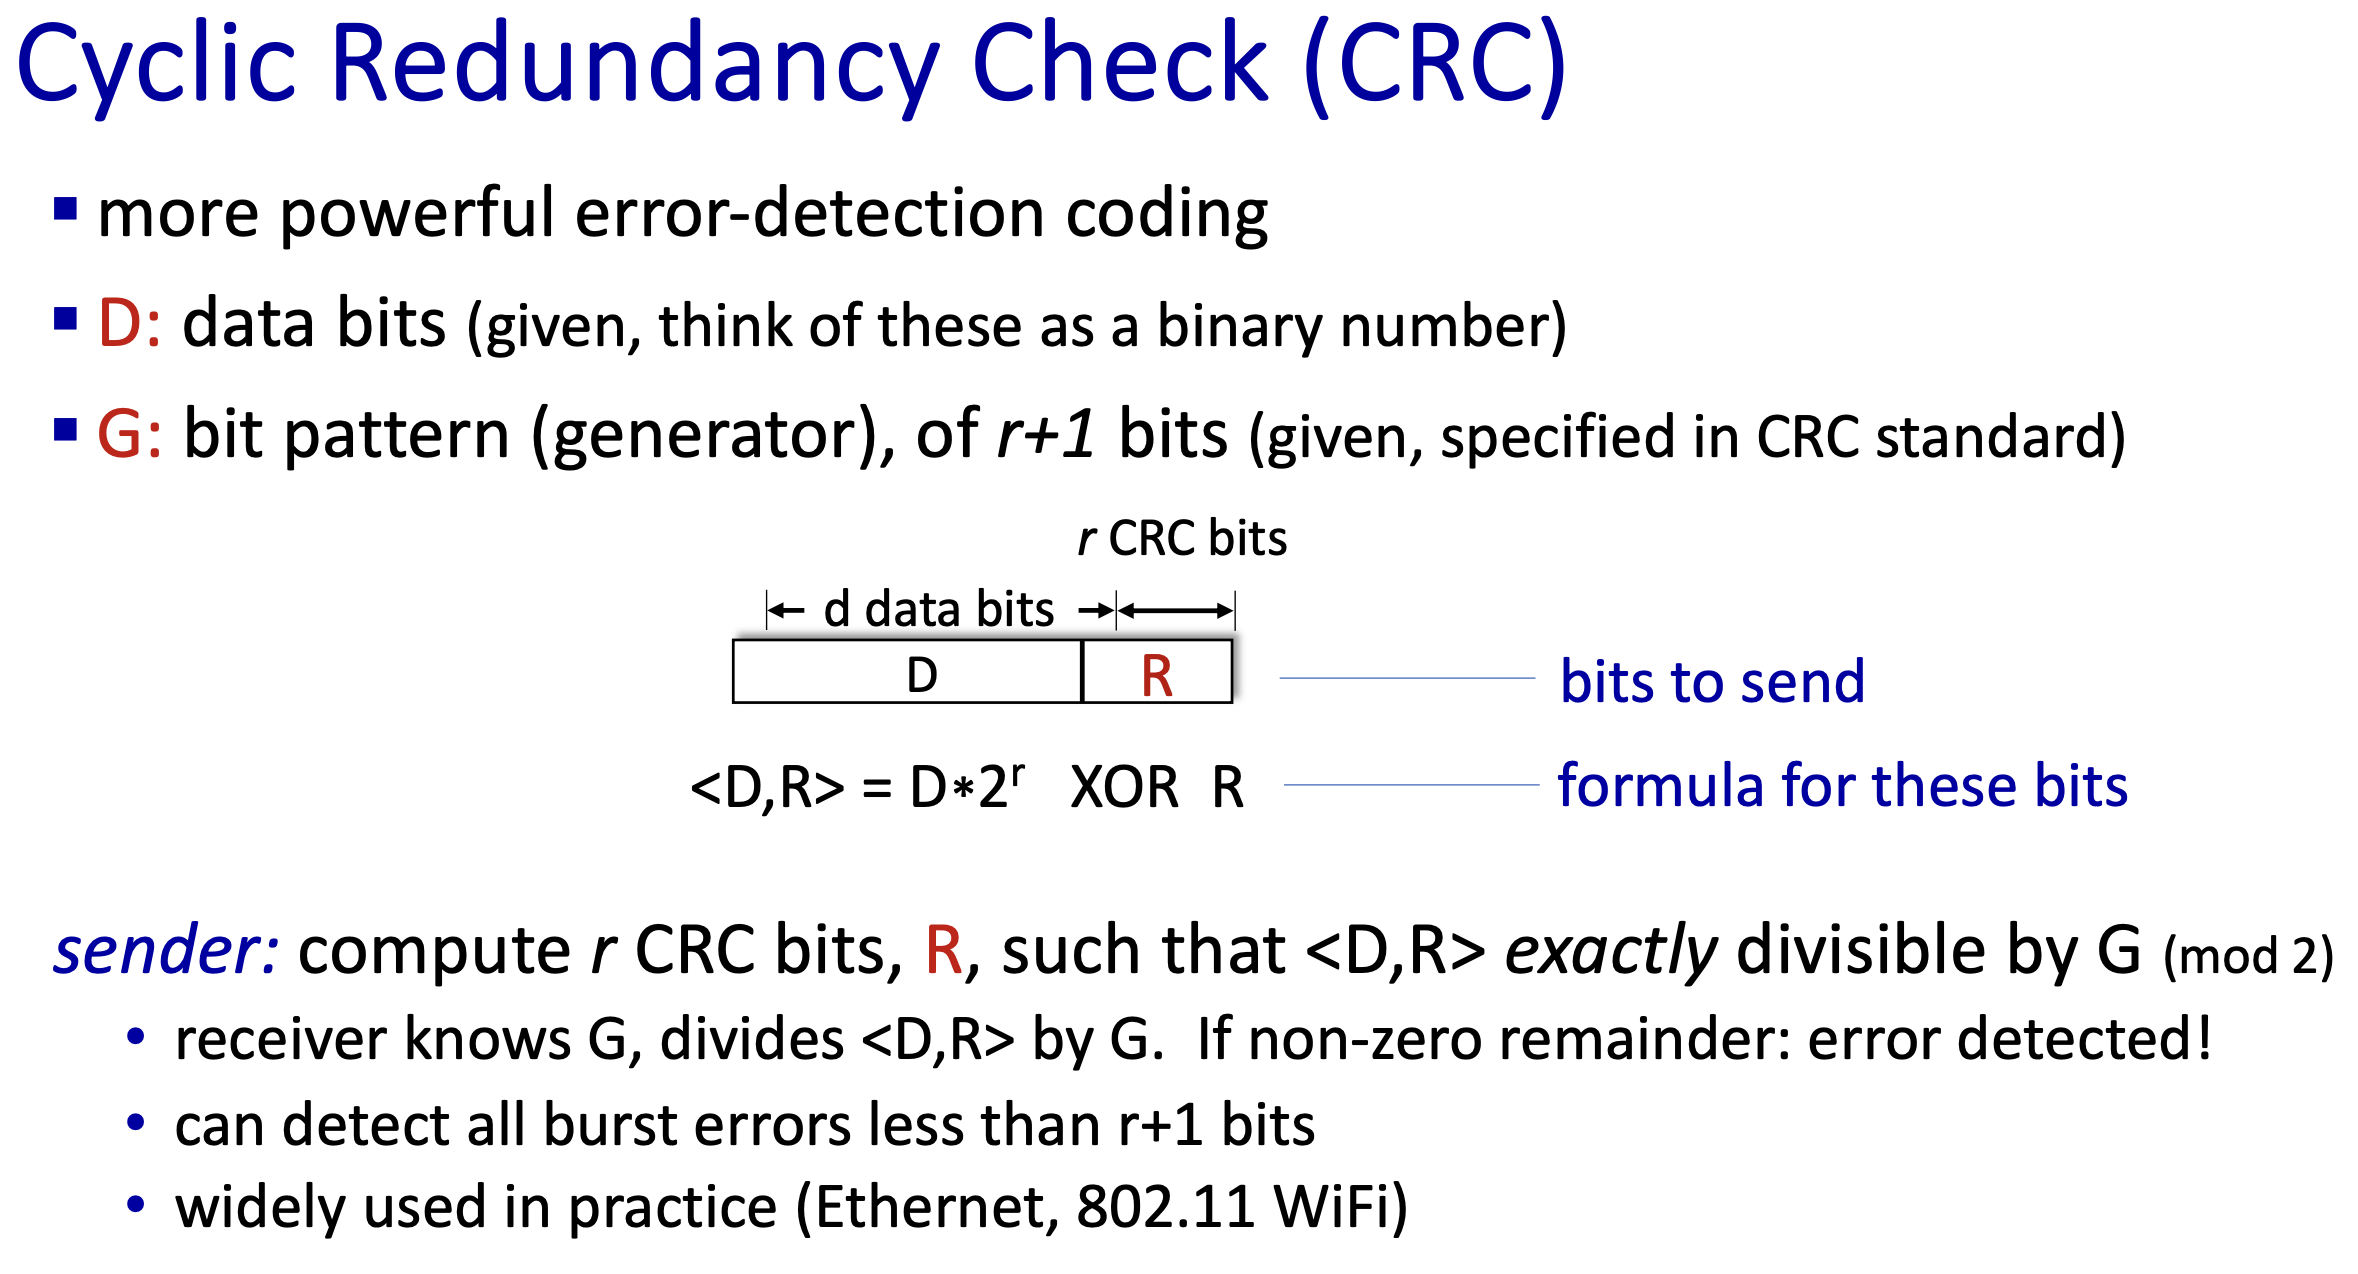 Cyclic Redundancy Check (CRC)
▪ more powerful error-detection coding
▪ D: data bits (given, think of these as a binary number)
▪ G: bit pattern (generator), of r+1 bits (given, specified in CRC standard)
r CRC bits
d data bits
D R bits to send
<D,R> = D*2ʳ XOR R formula for these bits
sender: compute r CRC bits, R, such that <D,R> exactly divisible by G (mod 2)
• receiver knows G, divides <D,R> by G. If non-zero remainder: error detected!
• can detect all burst errors less than r+1 bits
• widely used in practice (Ethernet, 802.11 WiFi)